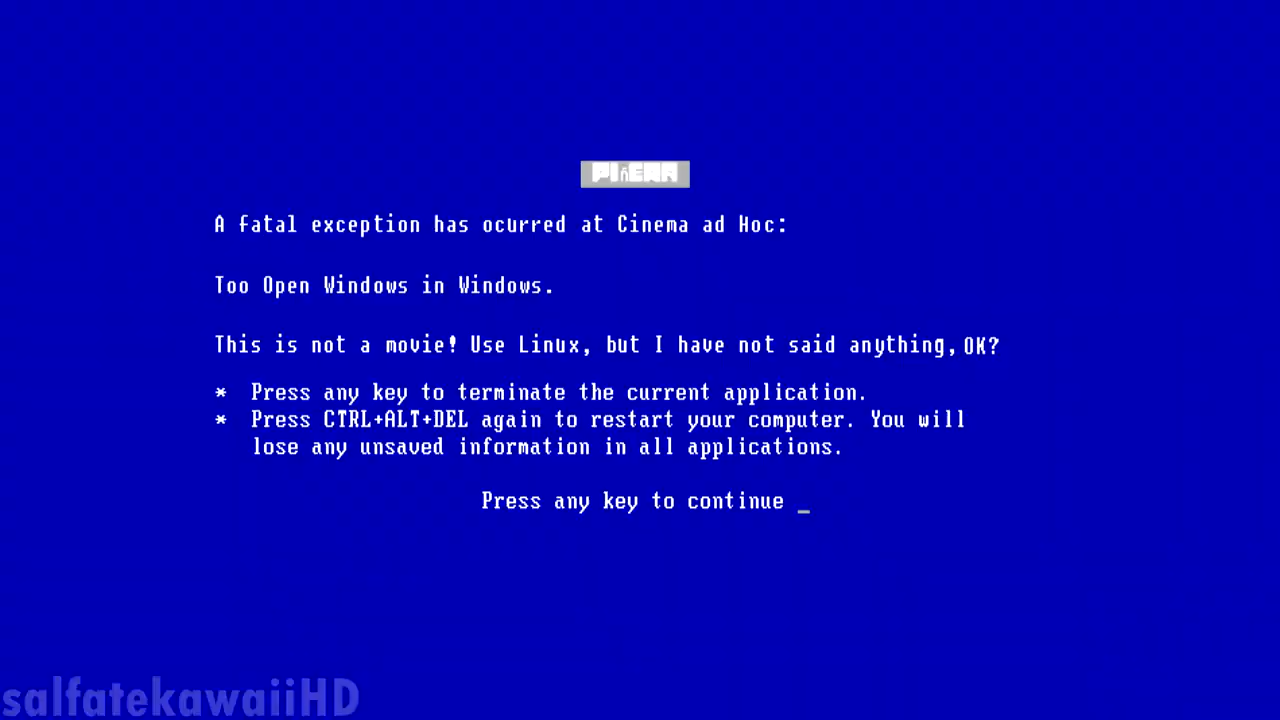 PIñERA
A fatal exception has ocurred at Cinema ad Hoc:
Too Open Windows in Windows.
This is not a movie! Use Linux, but I have not said anything, OK?
* Press any key to terminate the current application.
* Press CTRL+ALT+DEL again to restart your computer. You will
lose any unsaved information in all applications.
Press any key to continue _
salfatekawaiiHD